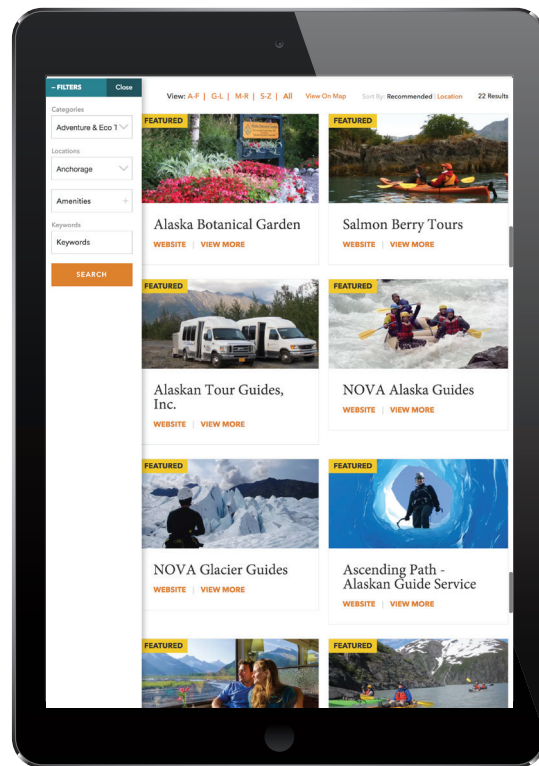 – FILTERS Close
Categories
Adventure & Eco T
Locations
Anchorage
Amenities +
Keywords
Keywords
SEARCH
View: A-F | G-L | M-R | S-Z | All View On Map Sort By: Recommended | Location 22 Results
FEATURED
Alaska Botanical Garden
WEBSITE | VIEW MORE
FEATURED
Salmon Berry Tours
WEBSITE | VIEW MORE
FEATURED
Alaskan Tour Guides,
Inc.
WEBSITE | VIEW MORE
FEATURED
NOVA Alaska Guides
WEBSITE | VIEW MORE
FEATURED
NOVA Glacier Guides
WEBSITE | VIEW MORE
FEATURED
Ascending Path -
Alaskan Guide Service
WEBSITE | VIEW MORE
FEATURED
FEATURED